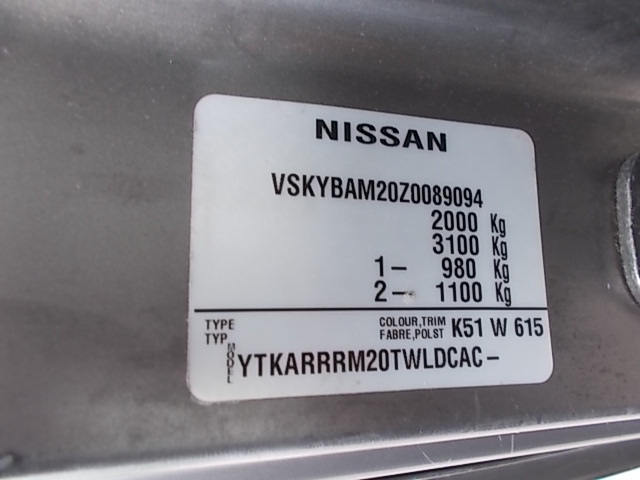 NISSAN
VSKYBAM20Z0089094
2000 Kg
3100 Kg
1- 980 Kg
2- 1100 Kg
TYPE COLOUR,TRIM K51 W 615
TYP FABRE,POLST
MODEL YTKARRRM20TWLDCAC-